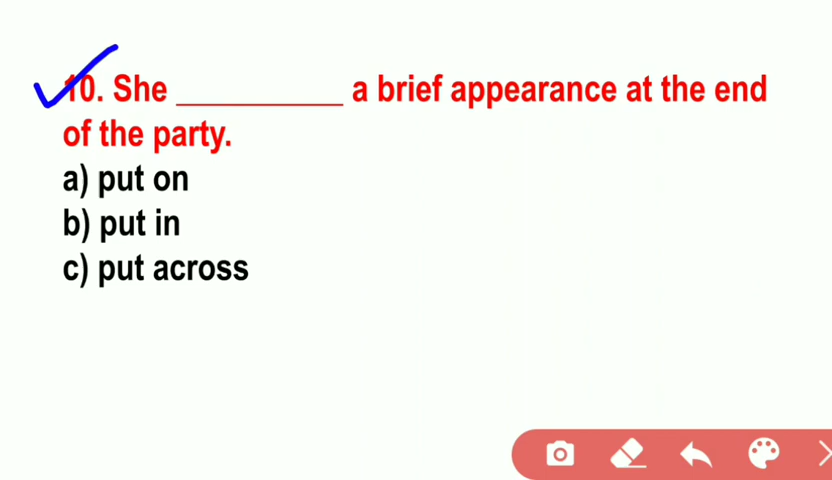 10. She __________ a brief appearance at the end
of the party.
a) put on
b) put in
c) put across